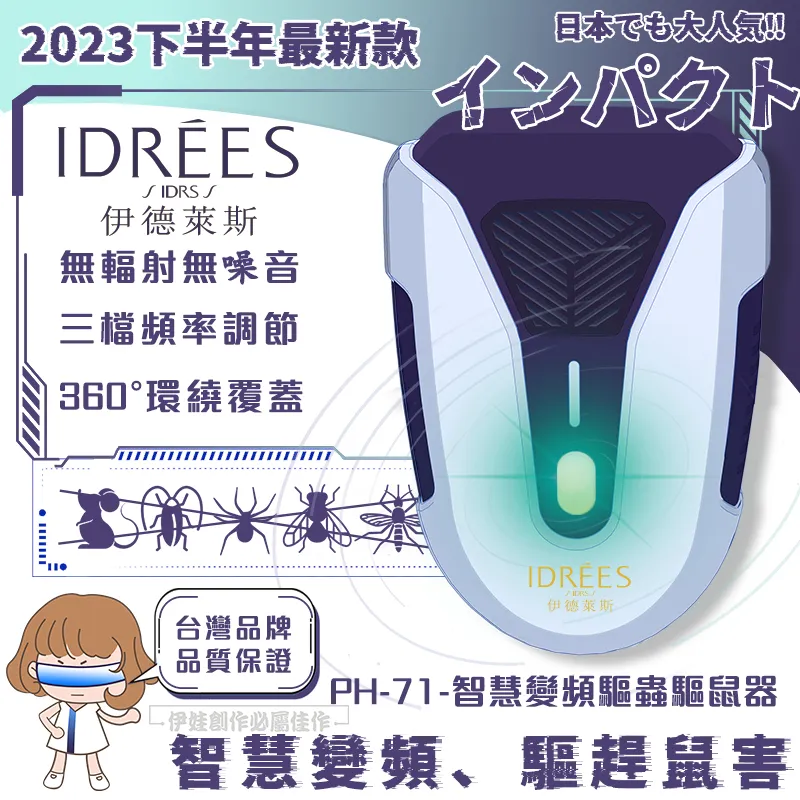 2023下半年最新款
日本でも大人気!!
インパクト
IDRÉES
/ IDRS /
伊德萊斯
無輻射無噪音
三檔頻率調節
360°環繞覆蓋
IDRÉES
/ IDRS /
伊德萊斯
台灣品牌
品質保證
PH-71-智慧變頻驅蟲驅鼠器
伊娃創作必屬佳作
智慧變頻、驅趕鼠害